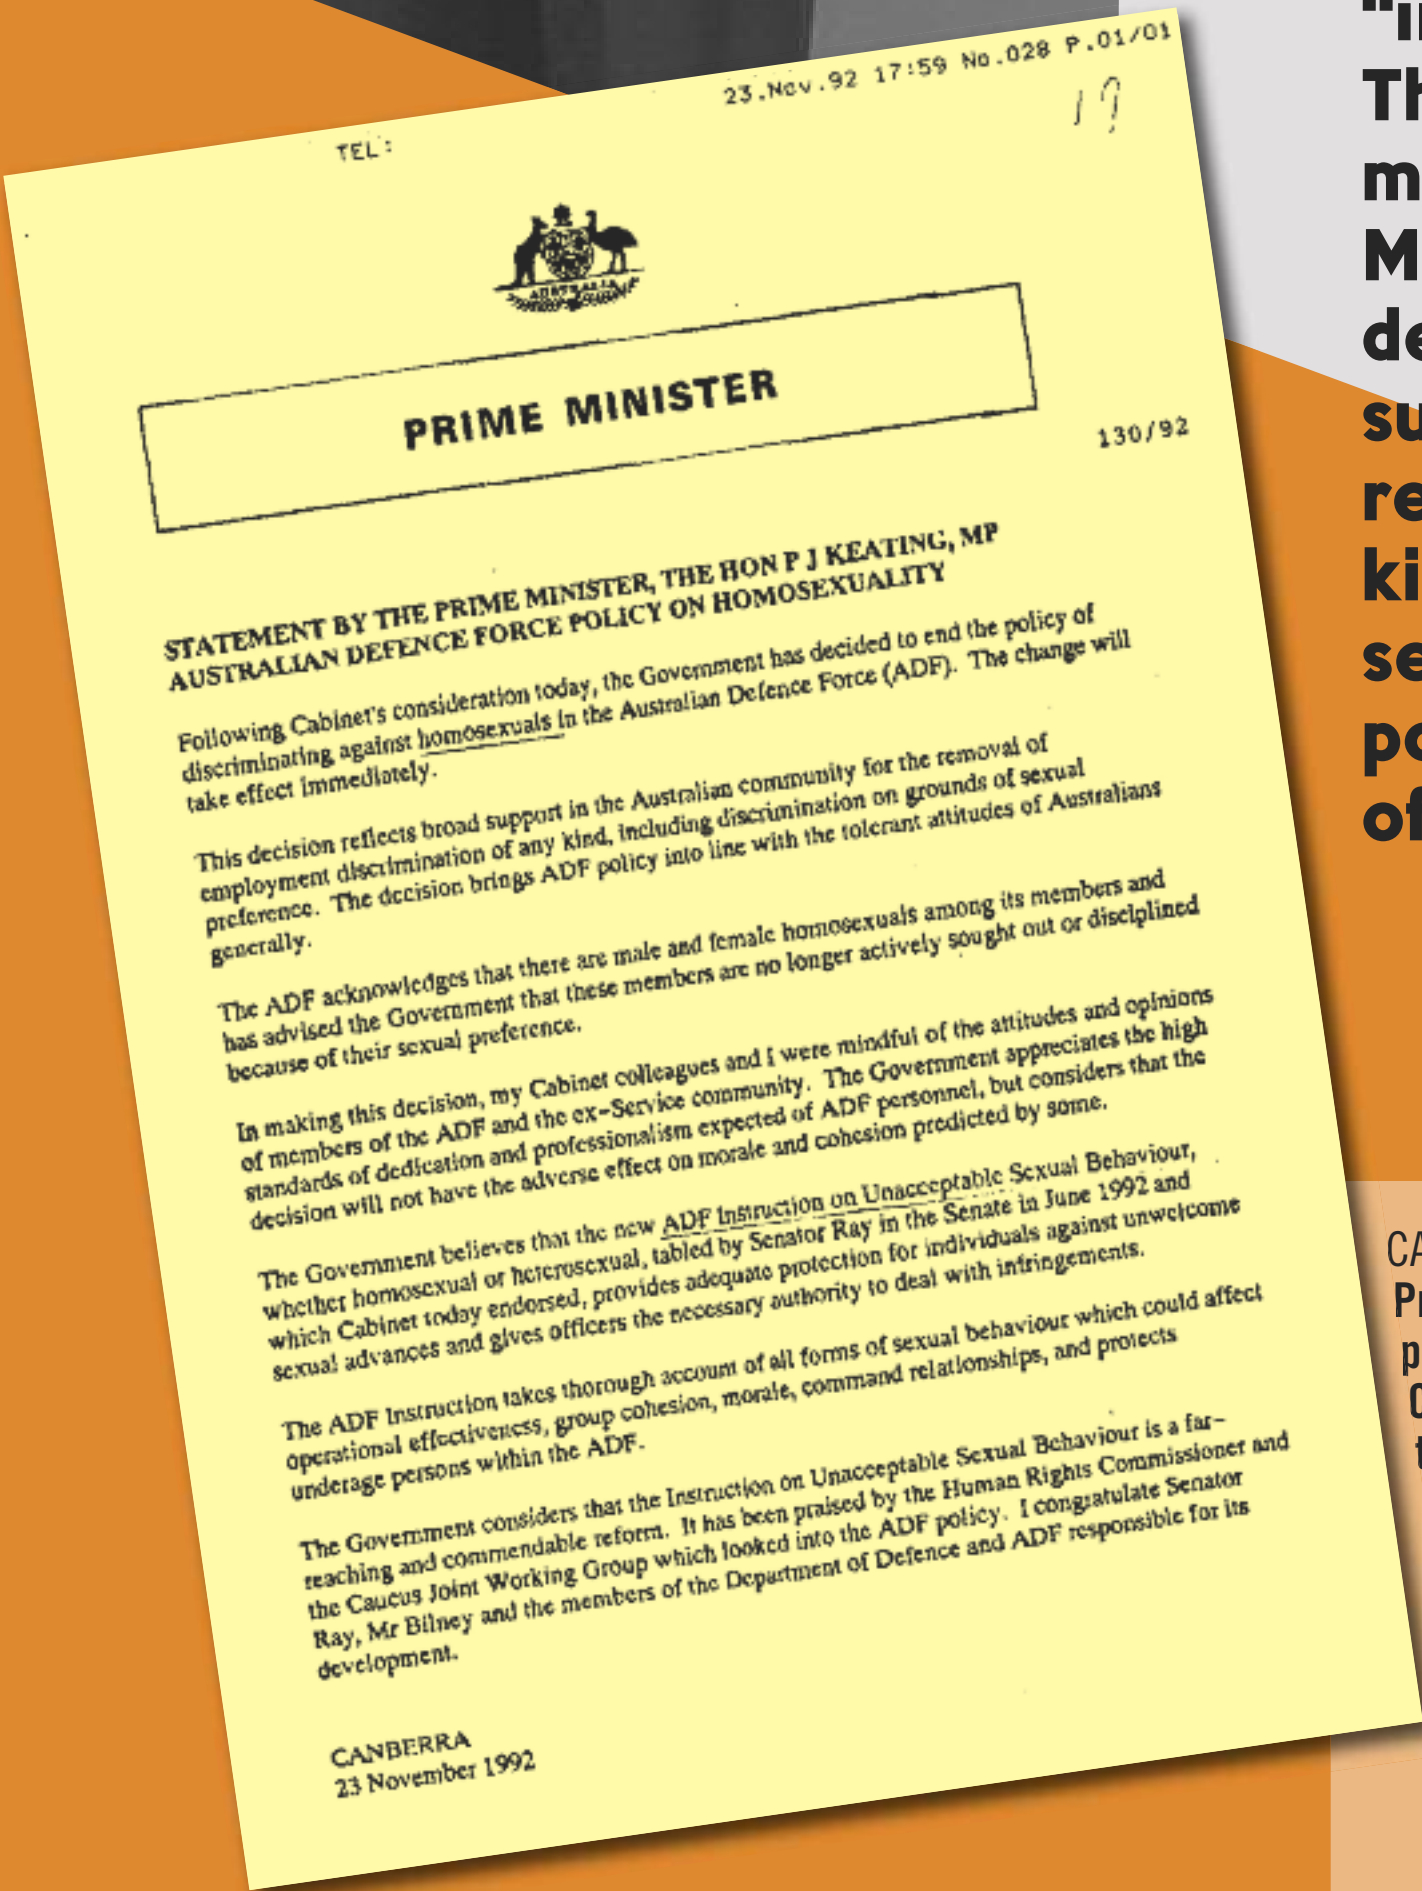 23.Nov.92 17:59 No.028 P.01/01
TEL:
19
AUSTRALIA
PRIME MINISTER
130/92
STATEMENT BY THE PRIME MINISTER, THE HON P J KEATING, MP
AUSTRALIAN DEFENCE FORCE POLICY ON HOMOSEXUALITY
Following Cabinet's consideration today, the Government has decided to end the policy of
discriminating against homosexuals in the Australian Defence Force (ADF). The change will
take effect immediately.
This decision reflects broad support in the Australian community for the removal of
employment discrimination of any kind, including discrimination on grounds of sexual
preference. The decision brings ADF policy into line with the tolerant attitudes of Australians
generally.
The ADF acknowledges that there are male and female homosexuals among its members and
has advised the Government that these members are no longer actively sought out or disciplined
because of their sexual preference.
In making this decision, my Cabinet colleagues and I were mindful of the attitudes and opinions
of members of the ADF and the ex-Service community. The Government appreciates the high
standards of dedication and professionalism expected of ADF personnel, but considers that the
decision will not have the adverse effect on morale and cohesion predicted by some.
The Government believes that the new ADF Instruction on Unacceptable Sexual Behaviour,
whether homosexual or heterosexual, tabled by Senator Ray in the Senate in June 1992 and
which Cabinet today endorsed, provides adequate protection for individuals against unwelcome
sexual advances and gives officers the necessary authority to deal with infringements.
The ADF Instruction takes thorough account of all forms of sexual behaviour which could affect
operational effectiveness, group cohesion, morale, command relationships, and protects
underage persons within the ADF.
The Government considers that the Instruction on Unacceptable Sexual Behaviour is a far-
reaching and commendable reform. It has been praised by the Human Rights Commissioner and
the Caucus Joint Working Group which looked into the ADF policy. I congratulate Senator
Ray, Mr Bilney and the members of the Department of Defence and ADF responsible for its
development.
CANBERRA
23 November 1992
of